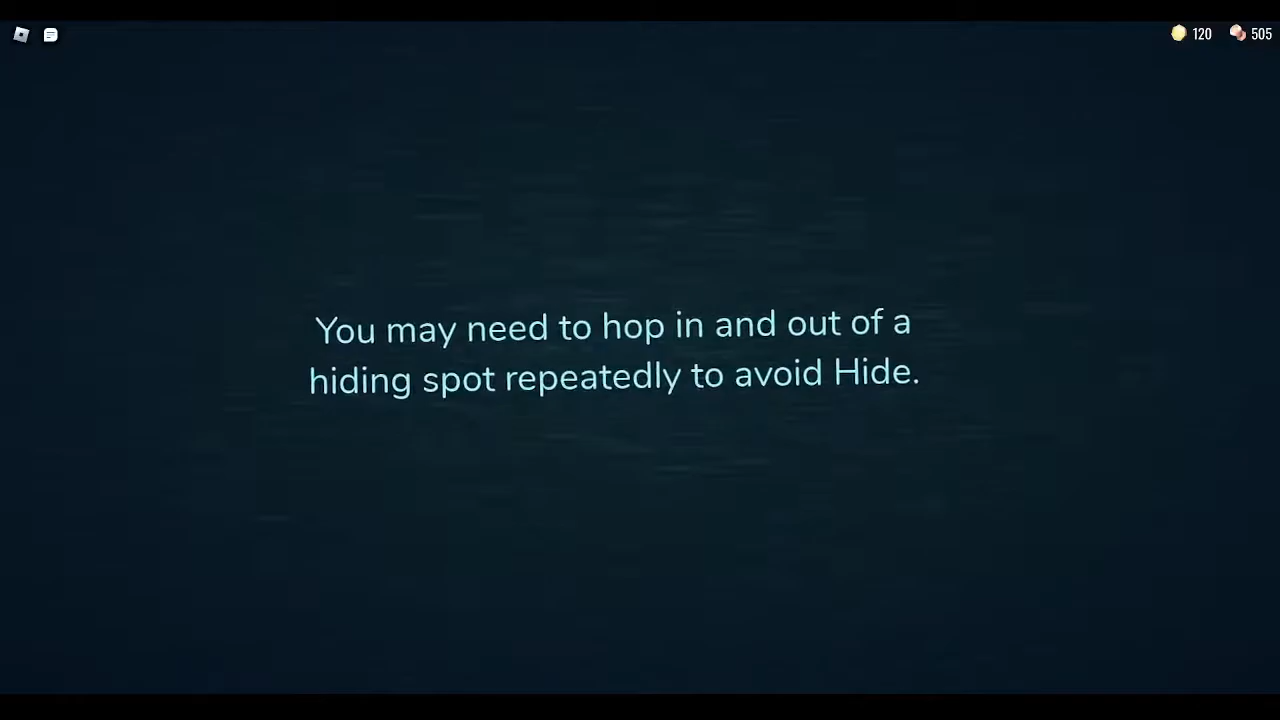 120 505
You may need to hop in and out of a
hiding spot repeatedly to avoid Hide.